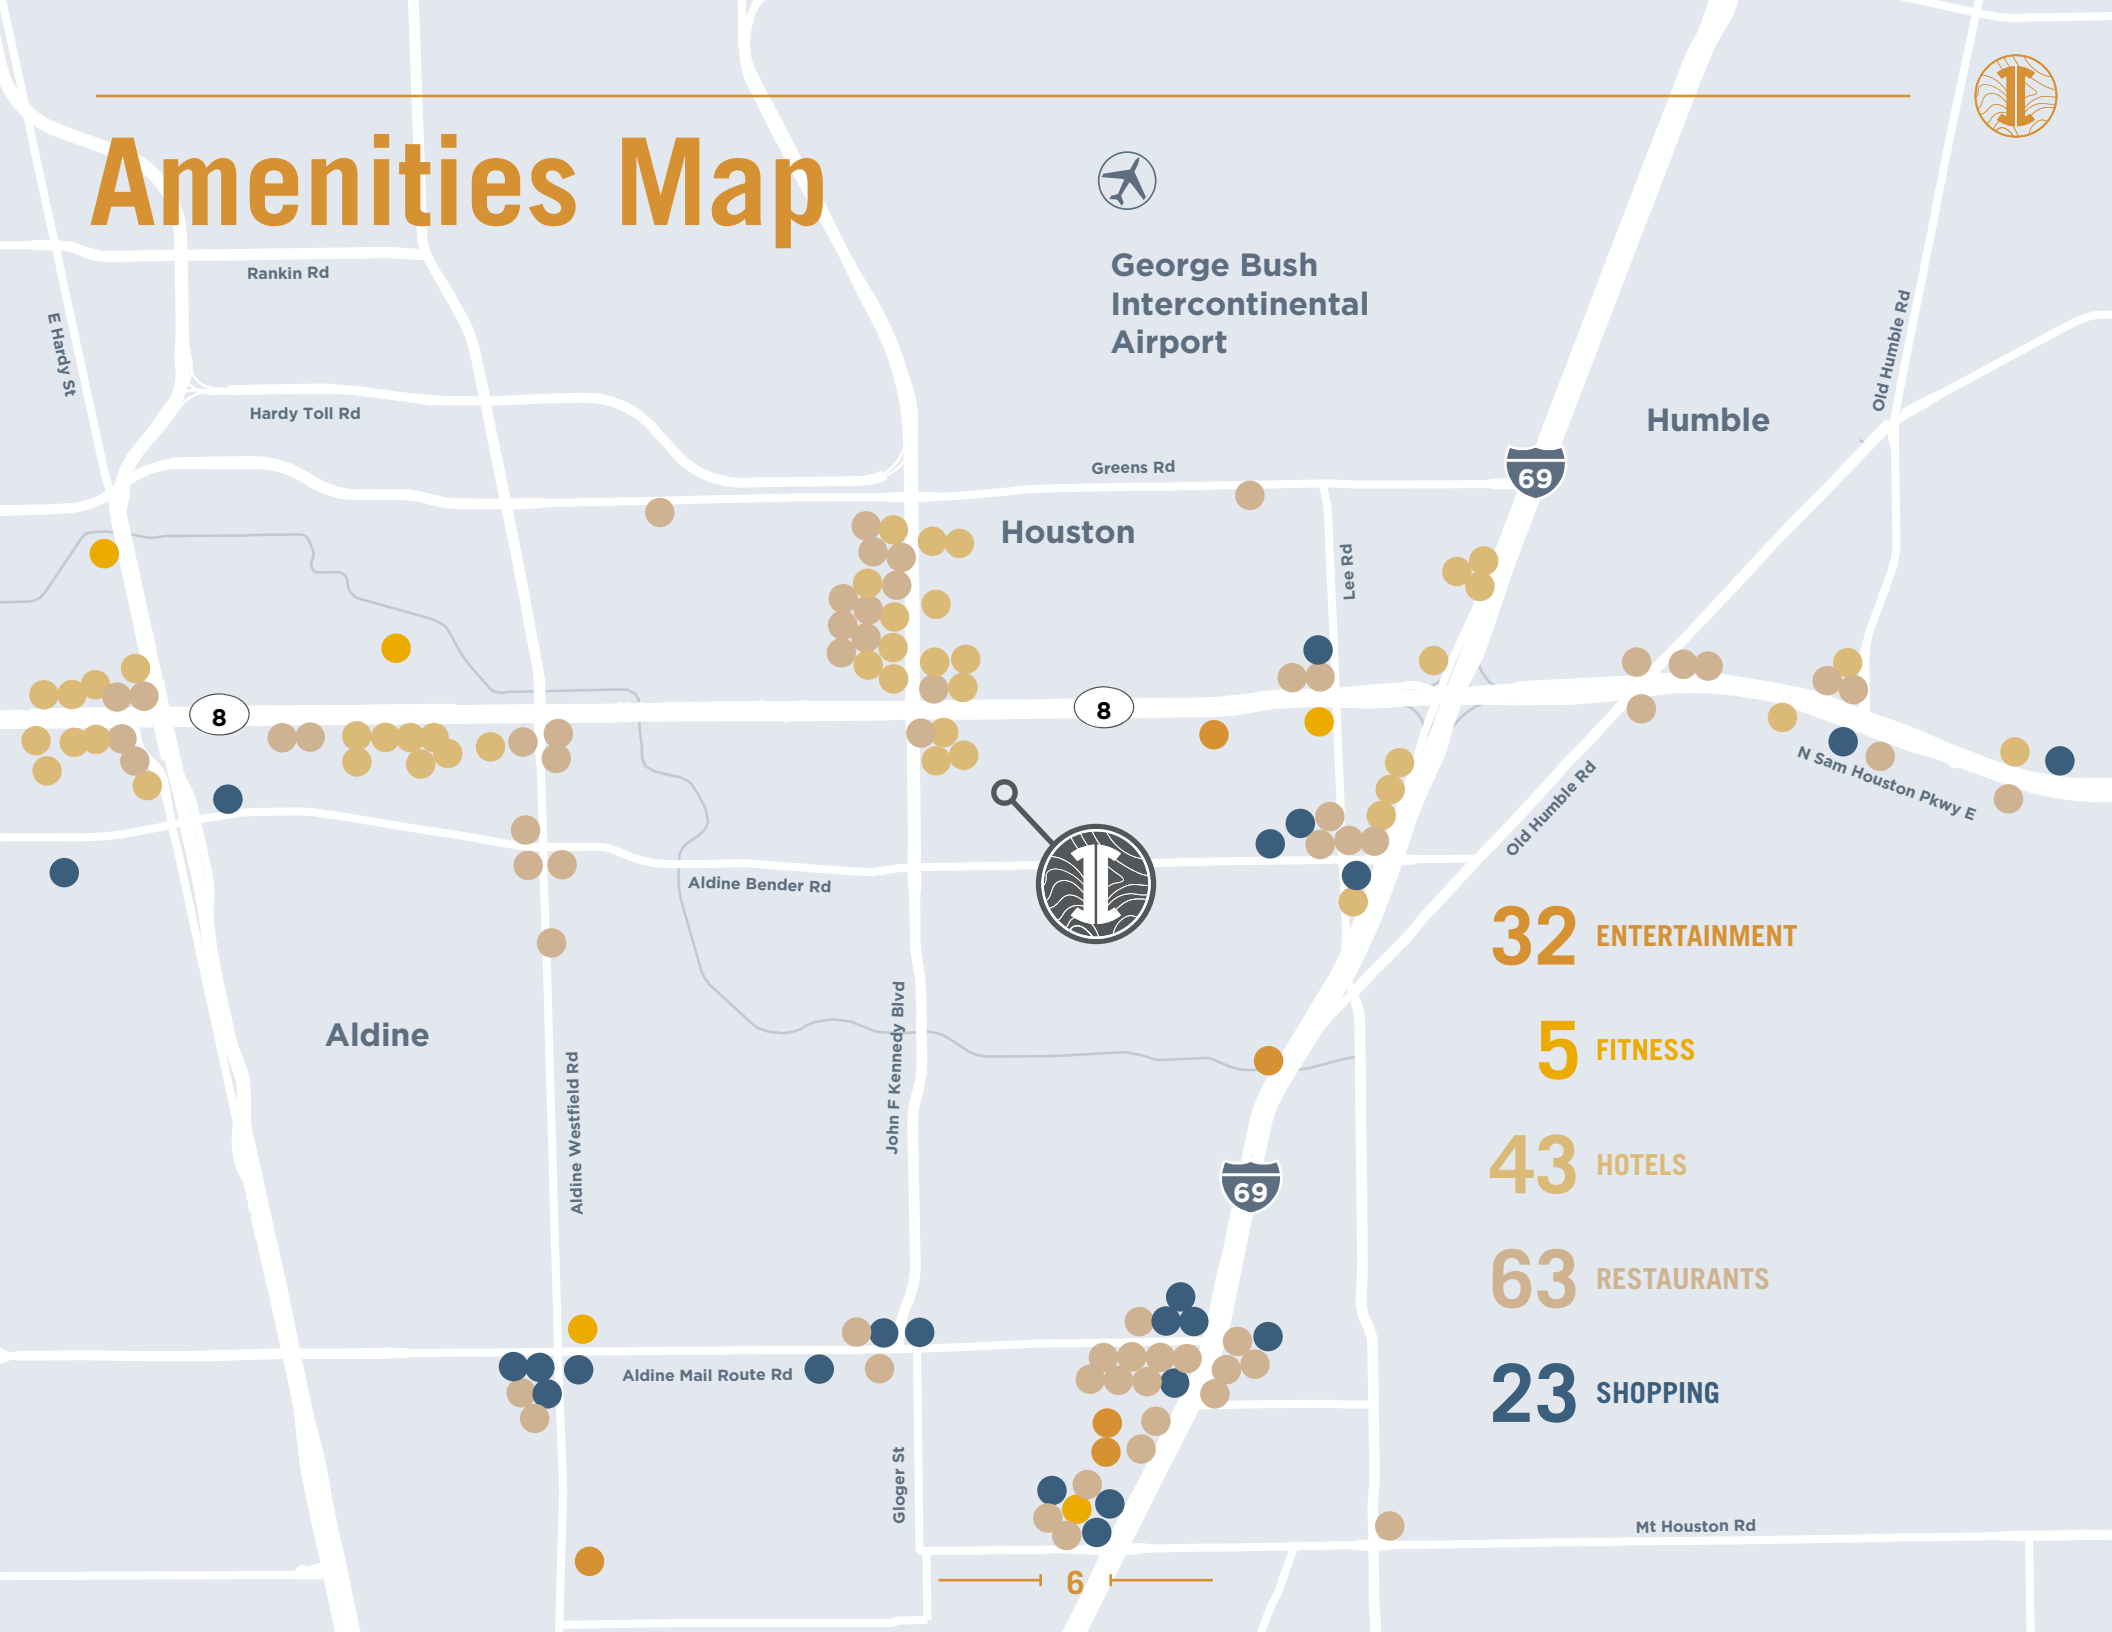 Amenities Map
George Bush
Intercontinental
Airport
Rankin Rd
E Hardy St
Old Humble Rd
Hardy Toll Rd
Humble
Greens Rd
69
Houston
Lee Rd
8
8
N Sam Houston Pkwy E
Old Humble Rd
Aldine Bender Rd
32 ENTERTAINMENT
Aldine
John F Kennedy Blvd
5 FITNESS
Aldine Westfield Rd
43 HOTELS
69
63 RESTAURANTS
Aldine Mail Route Rd
23 SHOPPING
Gloger St
Mt Houston Rd
6